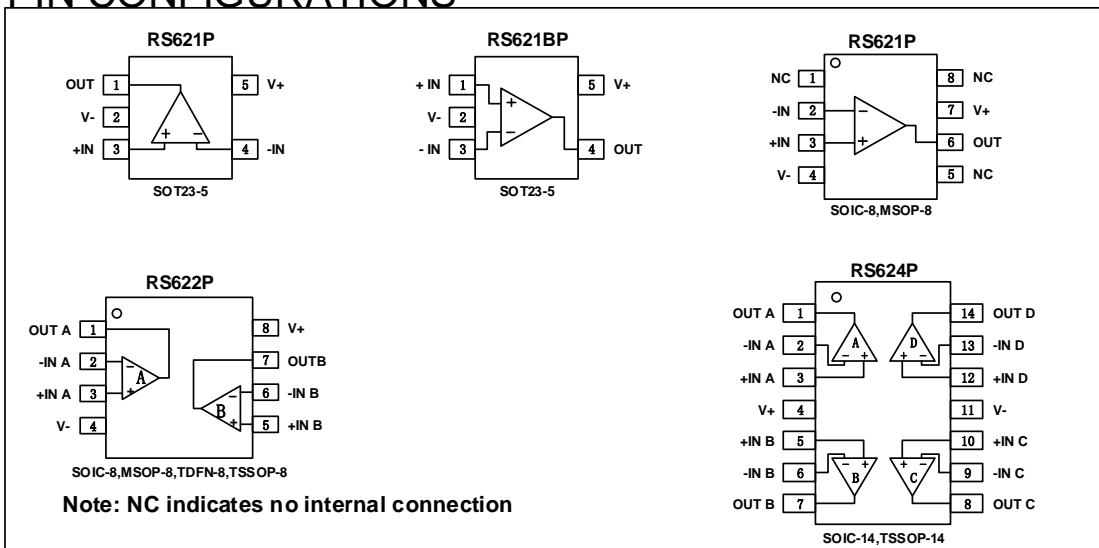 PIN CONFIGURATIONS
RS621P
OUT 1 5 V+
V- 2
+IN 3 4 -IN
+ -
SOT23-5
RS621BP
+ IN 1 5 V+
V- 2
- IN 3 4 OUT
+
-
SOT23-5
RS621P
NC 1 8 NC
-IN 2 7 V+
+IN 3 6 OUT
V- 4 5 NC
-
+
SOIC-8,MSOP-8
RS622P
OUT A 1 8 V+
-IN A 2 7 OUTB
+IN A 3 6 -IN B
V- 4 5 +IN B
- A +
- B +
SOIC-8,MSOP-8,TDFN-8,TSSOP-8
Note: NC indicates no internal connection
RS624P
OUT A 1 14 OUT D
-IN A 2 13 -IN D
+IN A 3 12 +IN D
V+ 4 11 V-
+IN B 5 10 +IN C
-IN B 6 9 -IN C
OUT B 7 8 OUT C
A D
- + + -
- + + -
B C
SOIC-14,TSSOP-14